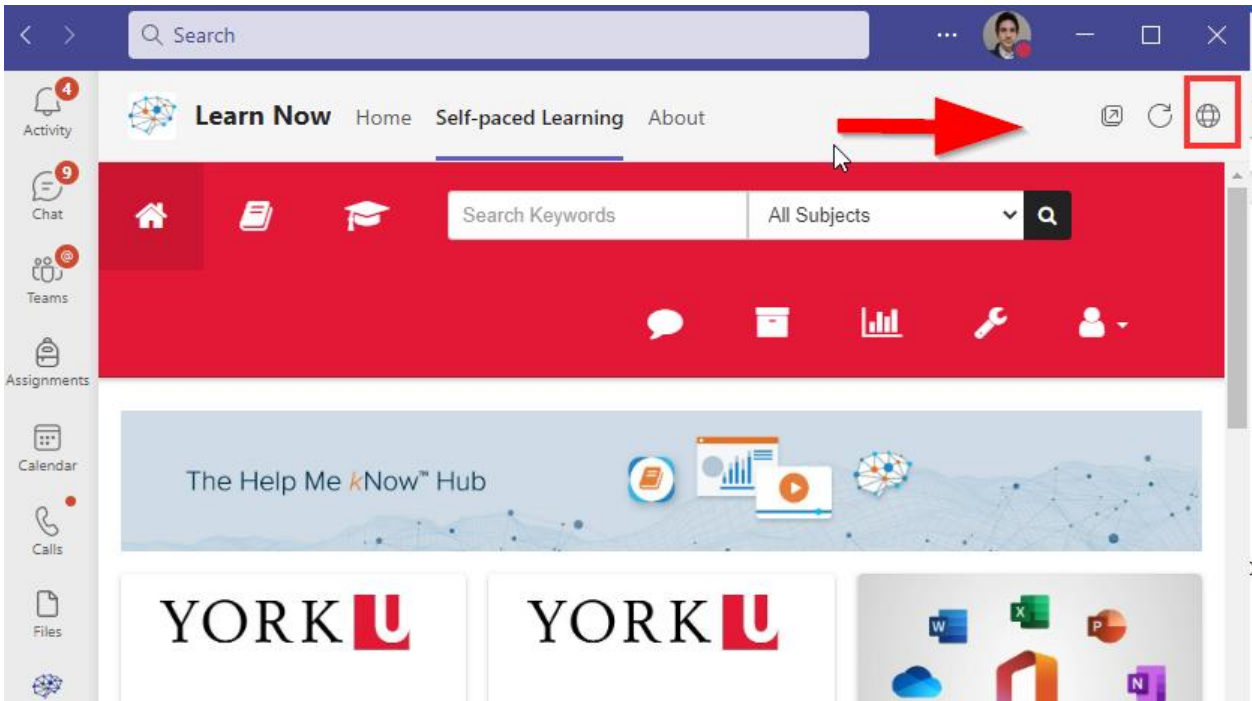 Search
4
Activity
Learn Now Home Self-paced Learning About
9
Chat
Search Keywords All Subjects
@
Teams
Assignments
Calendar
The Help Me kNow™ Hub
Calls
YORK U YORK U
Files
W X P
N